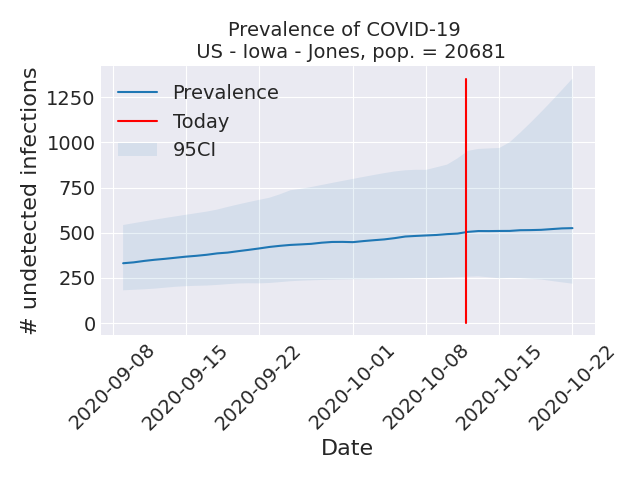 Prevalence of COVID-19
US - Iowa - Jones, pop. = 20681
# undetected infections
1250
1000
750
500
250
0
Prevalence
Today
95CI
2020-09-08
2020-09-15
2020-09-22
2020-10-01
2020-10-08
2020-10-15
2020-10-22
Date